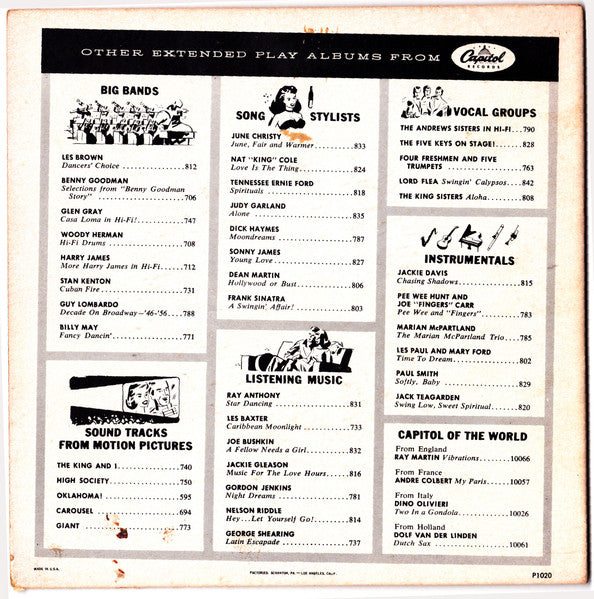 OTHER EXTENDED PLAY ALBUMS FROM Capitol
RECORDS
BIG BANDS
LES BROWN
Dancers' Choice ..................812
BENNY GOODMAN
Selections from "Benny Goodman
Story" ............................706
GLEN GRAY
Casa Loma in Hi-Fi!............747
WOODY HERMAN
Hi-Fi Drums ......................708
HARRY JAMES
More Harry James in Hi-Fi......712
STAN KENTON
Cuban Fire .......................731
GUY LOMBARDO
Decade On Broadway—'46-'56....788
BILLY MAY
Fancy Dancin'....................771
SOUND TRACKS
FROM MOTION PICTURES
THE KING AND I..................740
HIGH SOCIETY....................750
OKLAHOMA! ......................595
CAROUSEL .......................694
GIANT ...........................773
SONG STYLISTS
JUNE CHRISTY
June, Fair and Warmer...........833
NAT "KING" COLE
Love Is The Thing................824
TENNESSEE ERNIE FORD
Spirituals .......................818
JUDY GARLAND
Alone ...........................835
DICK HAYMES
Moondreams .....................787
SONNY JAMES
Young Love .....................827
DEAN MARTIN
Hollywood or Bust................806
FRANK SINATRA
A Swingin' Affair!................803
LISTENING MUSIC
RAY ANTHONY
Star Dancing ....................831
LES BAXTER
Caribbean Moonlight .............733
JOE BUSHKIN
A Fellow Needs a Girl............832
JACKIE GLEASON
Music For The Love Hours........816
GORDON JENKINS
Night Dreams ...................781
NELSON RIDDLE
Hey...Let Yourself Go!...........814
GEORGE SHEARING
Latin Escapade ..................737
VOCAL GROUPS
THE ANDREWS SISTERS IN HI-FI....790
THE FIVE KEYS ON STAGE!.........828
FOUR FRESHMEN AND FIVE
TRUMPETS .......................763
LORD FLEA Swingin' Calypsos....842
THE KING SISTERS Aloha.........808
INSTRUMENTALS
JACKIE DAVIS
Chasing Shadows................815
PEE WEE HUNT AND
JOE "FINGERS" CARR
Pee Wee and "Fingers"...........783
MARIAN McPARTLAND
The Marian McPartland Trio....785
LES PAUL AND MARY FORD
Time To Dream..................802
PAUL SMITH
Softly, Baby ....................829
JACK TEAGARDEN
Swing Low, Sweet Spiritual......820
CAPITOL OF THE WORLD
From England
RAY MARTIN Vibrations.......10066
From France
ANDRE COLBERT My Paris....10057
From Italy
DINO OLIVIERI
Two in a Gondola............10026
From Holland
DOLF VAN DER LINDEN
Dutch Sax ..................10061
MADE IN U.S.A.
FACTORIES: SCRANTON, PA. — LOS ANGELES, CALIF.
P1020